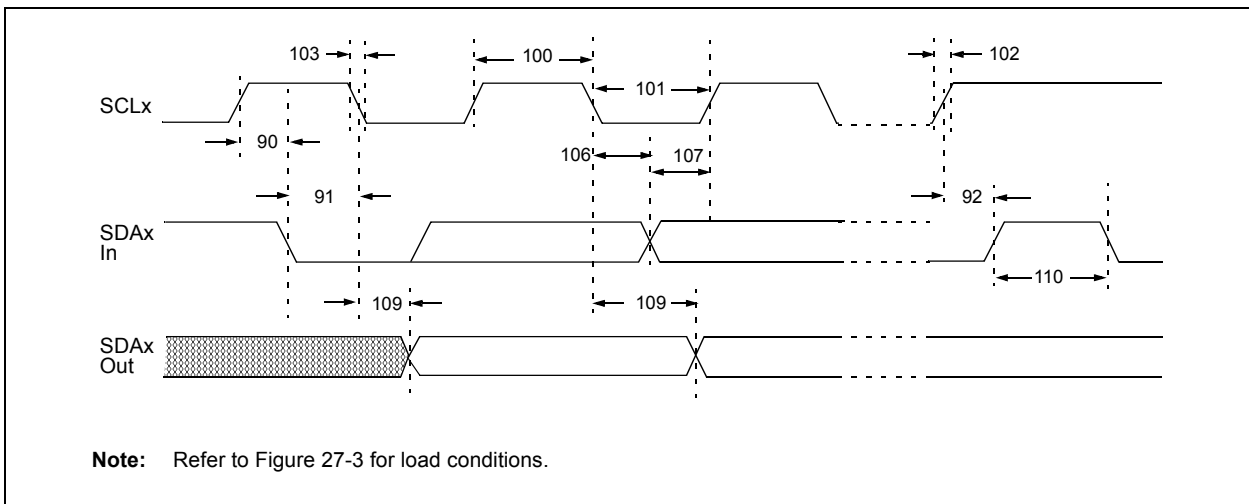 103
100
102
SCLx
101
90
106
107
91
92
SDAx
In
109
109
110
SDAx
Out
Note: Refer to Figure 27-3 for load conditions.